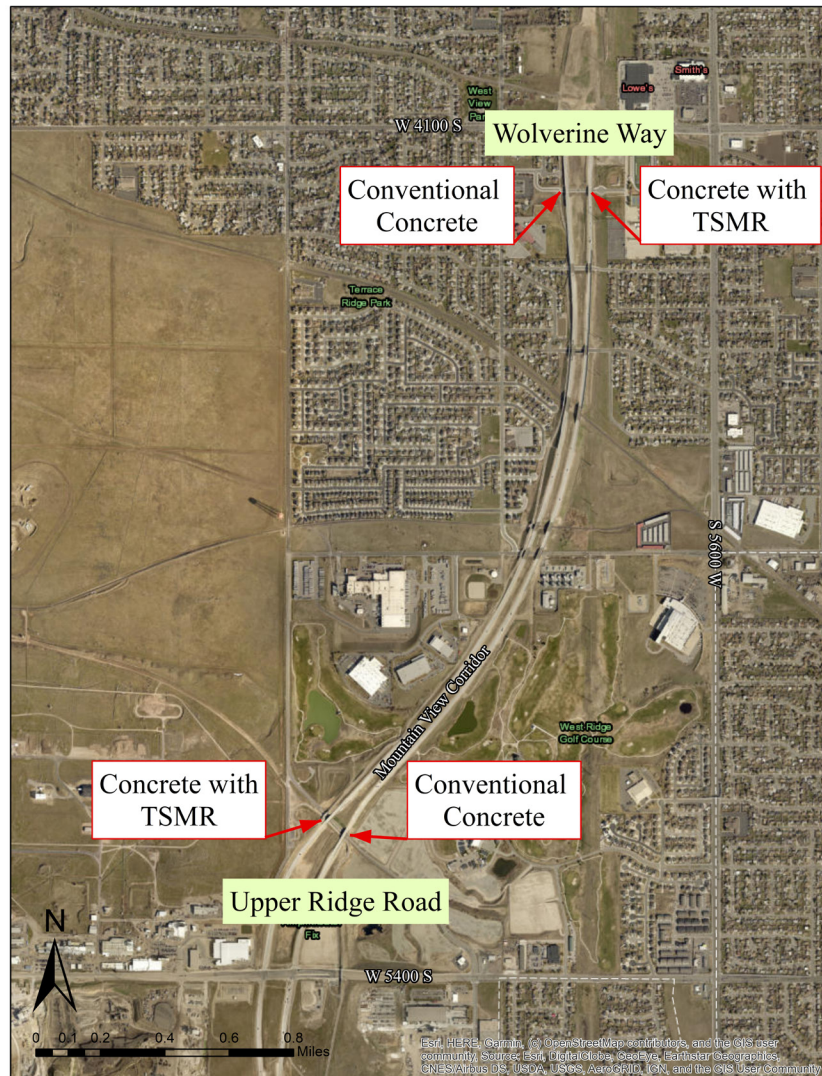 Smith's
Lowe's
West
View
Park
W 4100 S
Wolverine Way
Conventional
Concrete
Concrete with
TSMR
Terrace
Ridge Park
S 5600 W
Mountain View Corridor
West Ridge
Golf Course
Concrete with
TSMR
Conventional
Concrete
Upper Ridge Road
Fix
N
W 5400 S
0 0.2 0.4 0.6 0.8
Miles
Esri, HERE, Garmin, (c) OpenStreetMap contributors, and the GIS user
community, Source: Esri, DigitalGlobe, GeoEye, Earthstar Geographics,
CNES/Airbus DS, USDA, USGS, AeroGRID, IGN, and the GIS User Community